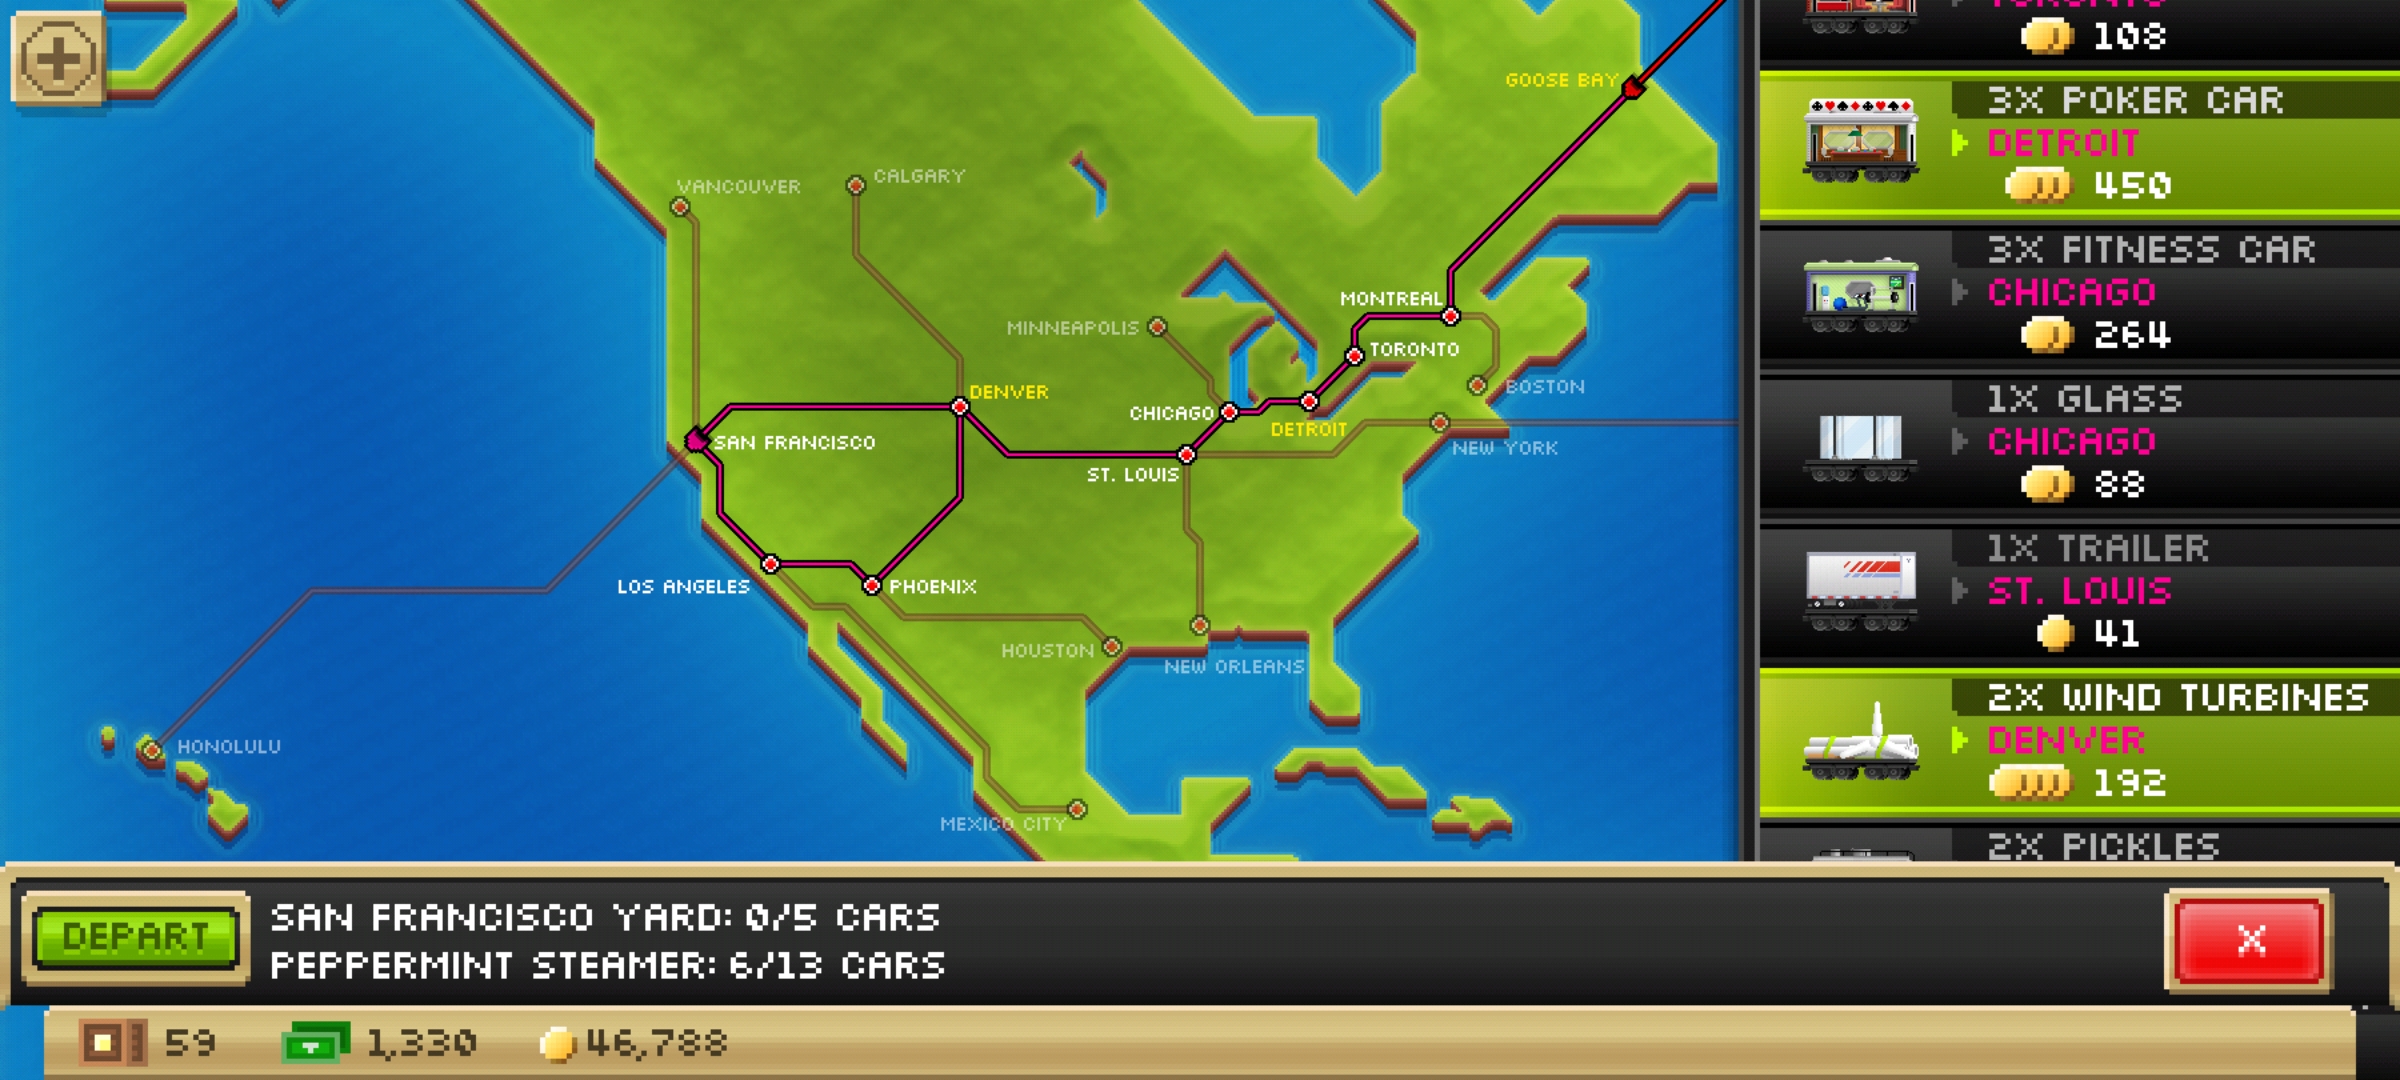 TORONTO
108
GOOSE BAY
3X POKER CAR
DETROIT
450
VANCOUVER
CALGARY
3X FITNESS CAR
CHICAGO
264
MONTREAL
MINNEAPOLIS
TORONTO
BOSTON
DENVER
CHICAGO
DETROIT
SAN FRANCISCO
NEW YORK
ST. LOUIS
1X GLASS
CHICAGO
88
LOS ANGELES
PHOENIX
1X TRAILER
ST. LOUIS
41
HOUSTON
NEW ORLEANS
2X WIND TURBINES
DENVER
192
HONOLULU
MEXICO CITY
2X PICKLES
DEPART
SAN FRANCISCO YARD: 0/5 CARS
PEPPERMINT STEAMER: 6/13 CARS
X
59
1,330
46,788